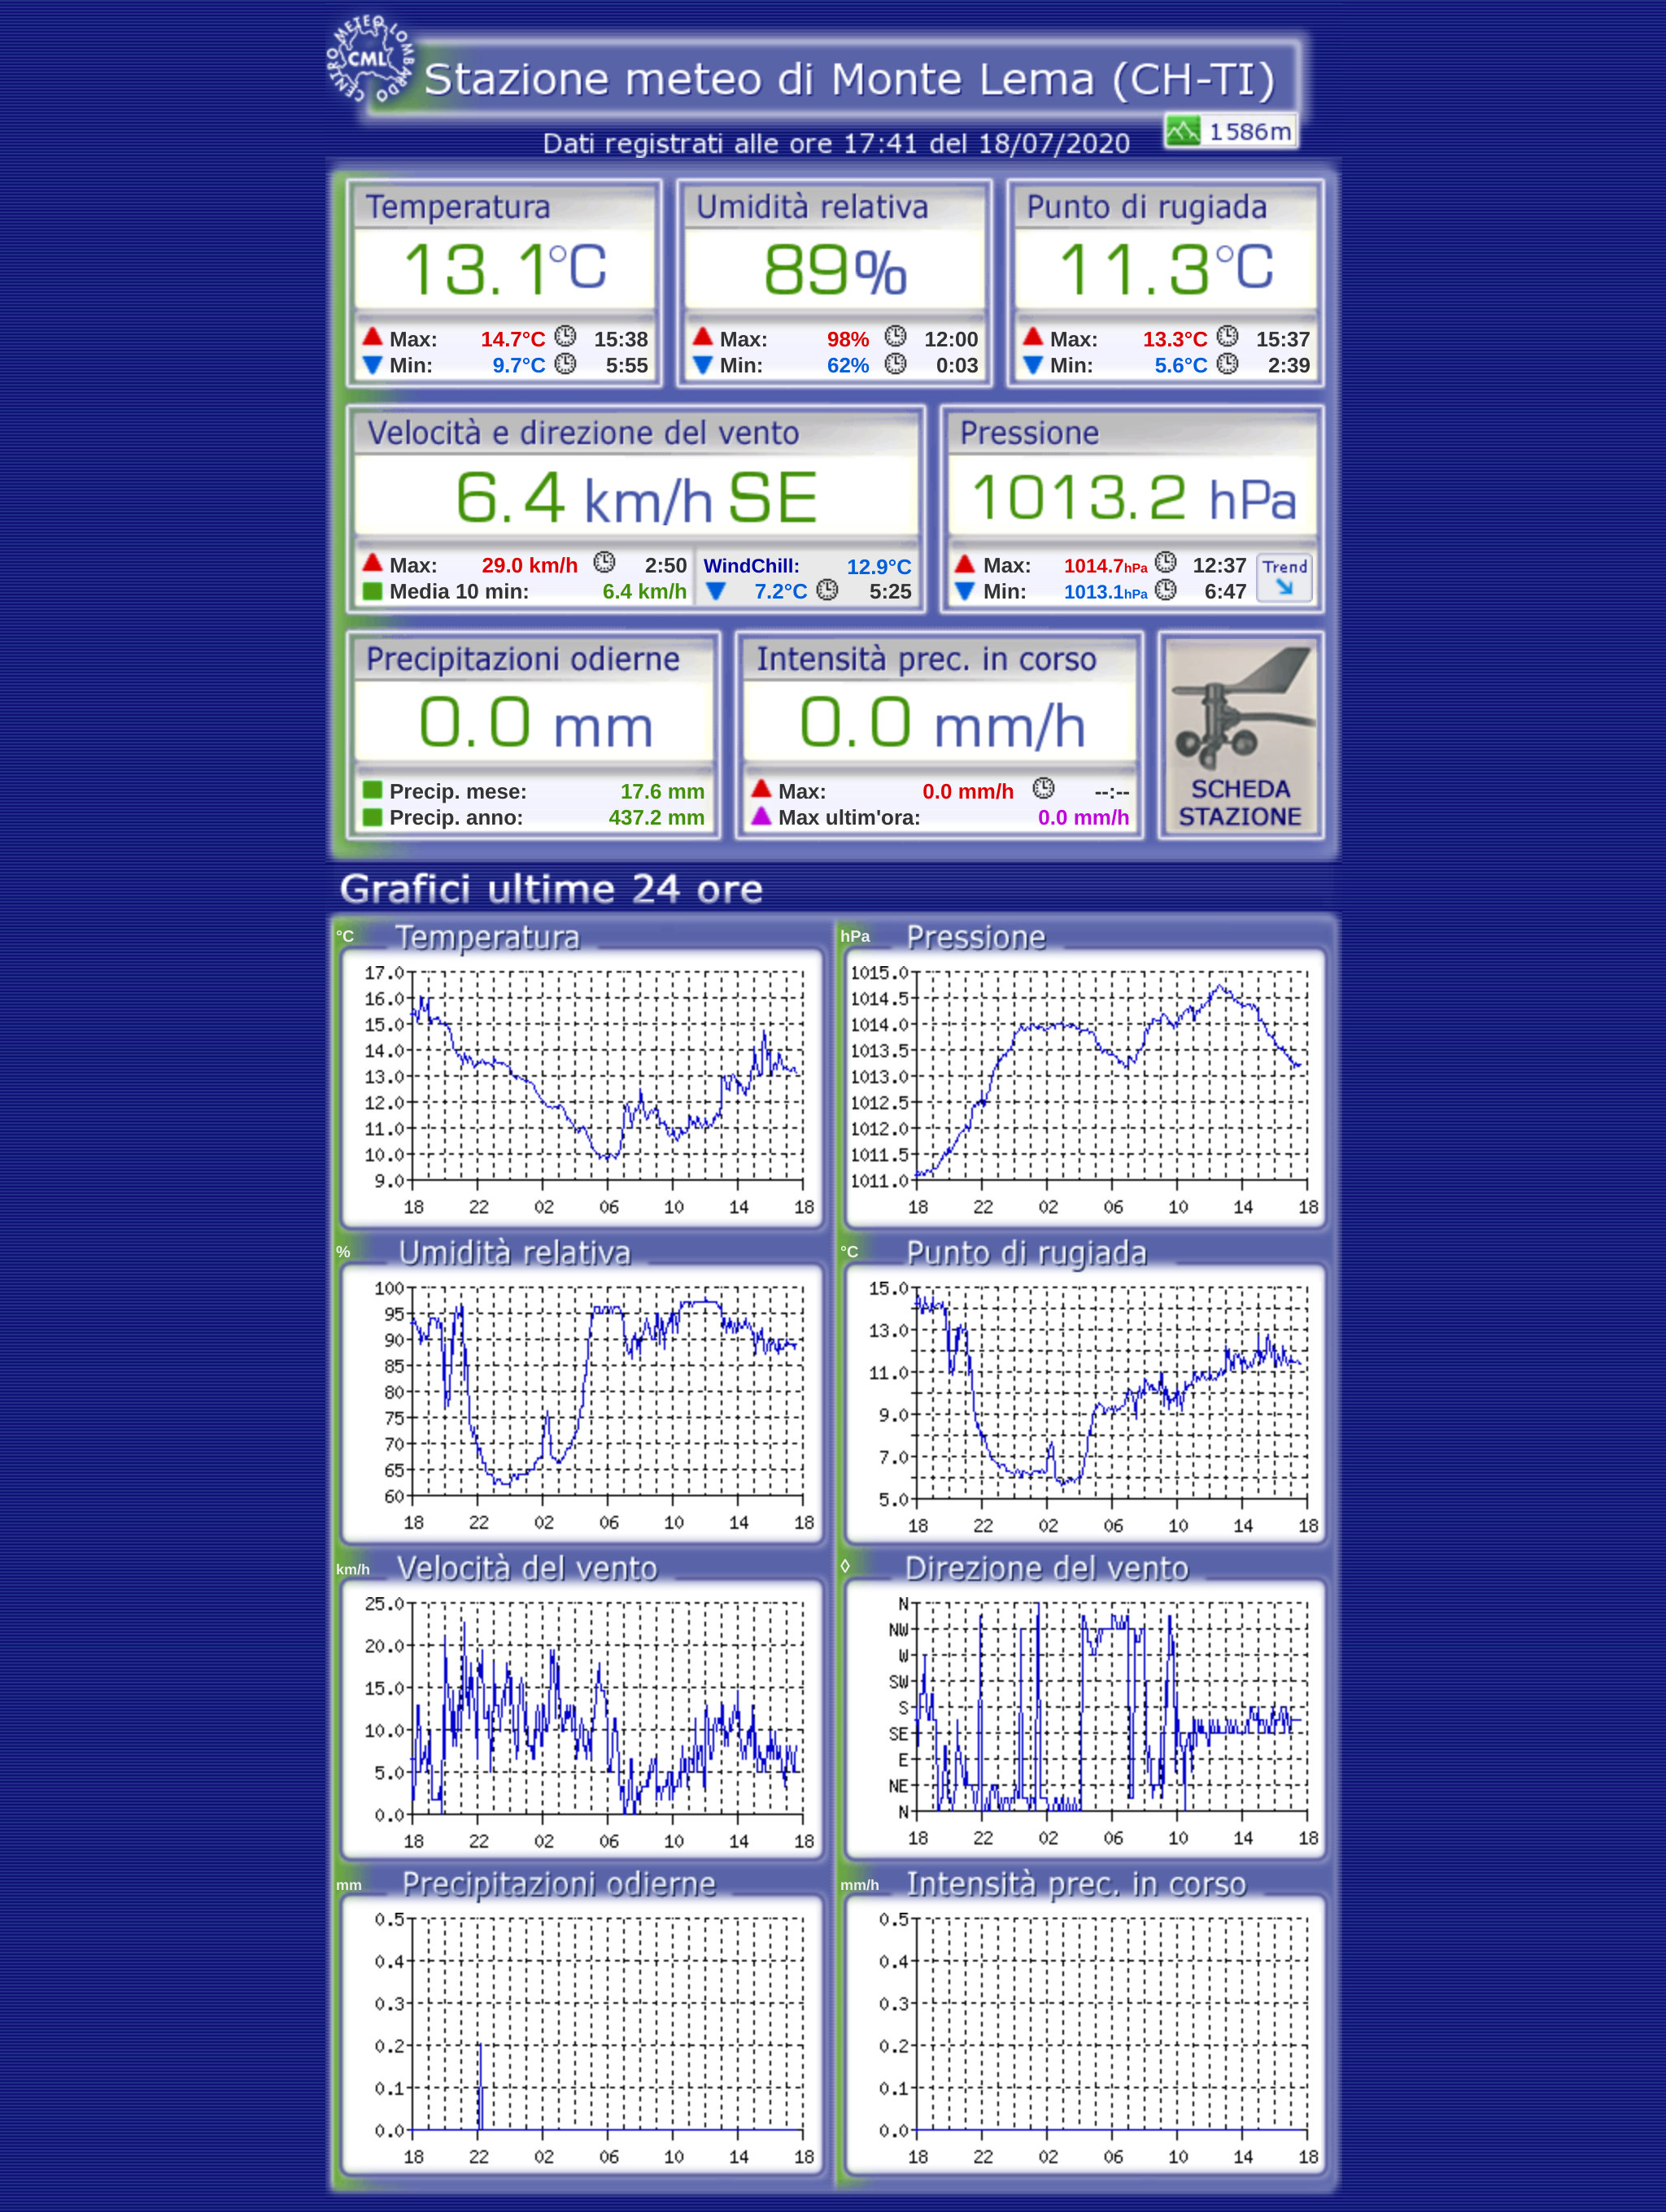 CENTRO METEO LOMBARDO
CML
Stazione meteo di Monte Lema (CH-TI)
Dati registrati alle ore 17:41 del 18/07/2020
1586m
Temperatura
13.1°C
Max: 14.7°C 15:38
Min: 9.7°C 5:55
Umidità relativa
89%
Max: 98% 12:00
Min: 62% 0:03
Punto di rugiada
11.3°C
Max: 13.3°C 15:37
Min: 5.6°C 2:39
Velocità e direzione del vento
6.4 km/h SE
Max: 29.0 km/h 2:50
Media 10 min: 6.4 km/h
WindChill: 12.9°C
7.2°C 5:25
Pressione
1013.2 hPa
Max: 1014.7hPa 12:37
Min: 1013.1hPa 6:47
Trend
Precipitazioni odierne
0.0 mm
Precip. mese: 17.6 mm
Precip. anno: 437.2 mm
Intensità prec. in corso
0.0 mm/h
Max: 0.0 mm/h --:--
Max ultim'ora: 0.0 mm/h
SCHEDA
STAZIONE
Grafici ultime 24 ore
°C Temperatura
17.0
16.0
15.0
14.0
13.0
12.0
11.0
10.0
9.0
18 22 02 06 10 14 18
hPa Pressione
1015.0
1014.5
1014.0
1013.5
1013.0
1012.5
1012.0
1011.5
1011.0
18 22 02 06 10 14 18
% Umidità relativa
100
95
90
85
80
75
70
65
60
18 22 02 06 10 14 18
°C Punto di rugiada
15.0
13.0
11.0
9.0
7.0
5.0
18 22 02 06 10 14 18
km/h Velocità del vento
25.0
20.0
15.0
10.0
5.0
0.0
18 22 02 06 10 14 18
◊ Direzione del vento
N
NW
W
SW
S
SE
E
NE
N
18 22 02 06 10 14 18
mm Precipitazioni odierne
0.5
0.4
0.3
0.2
0.1
0.0
18 22 02 06 10 14 18
mm/h Intensità prec. in corso
0.5
0.4
0.3
0.2
0.1
0.0
18 22 02 06 10 14 18